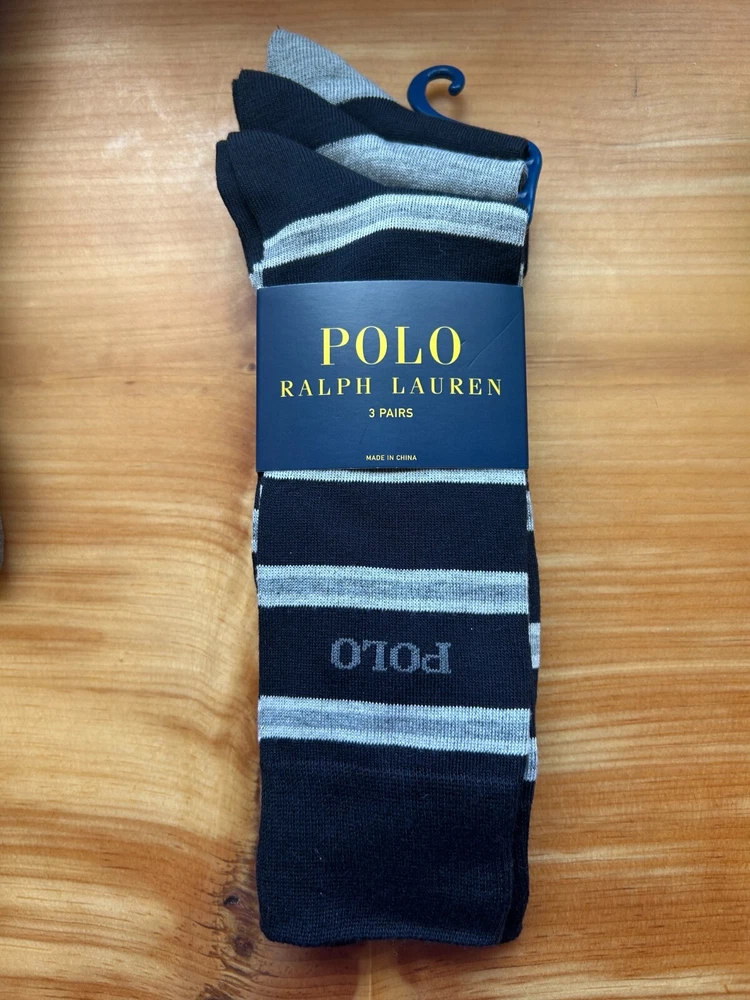 POLO
RALPH LAUREN
3 PAIRS
MADE IN CHINA
POLO